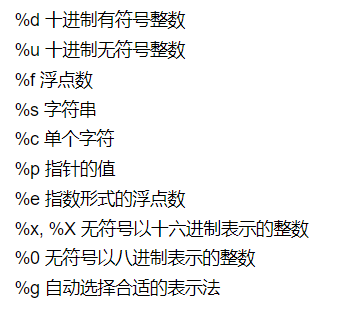 %d 十进制有符号整数
%u 十进制无符号整数
%f 浮点数
%s 字符串
%c 单个字符
%p 指针的值
%e 指数形式的浮点数
%x, %X 无符号以十六进制表示的整数
%0 无符号以八进制表示的整数
%g 自动选择合适的表示法